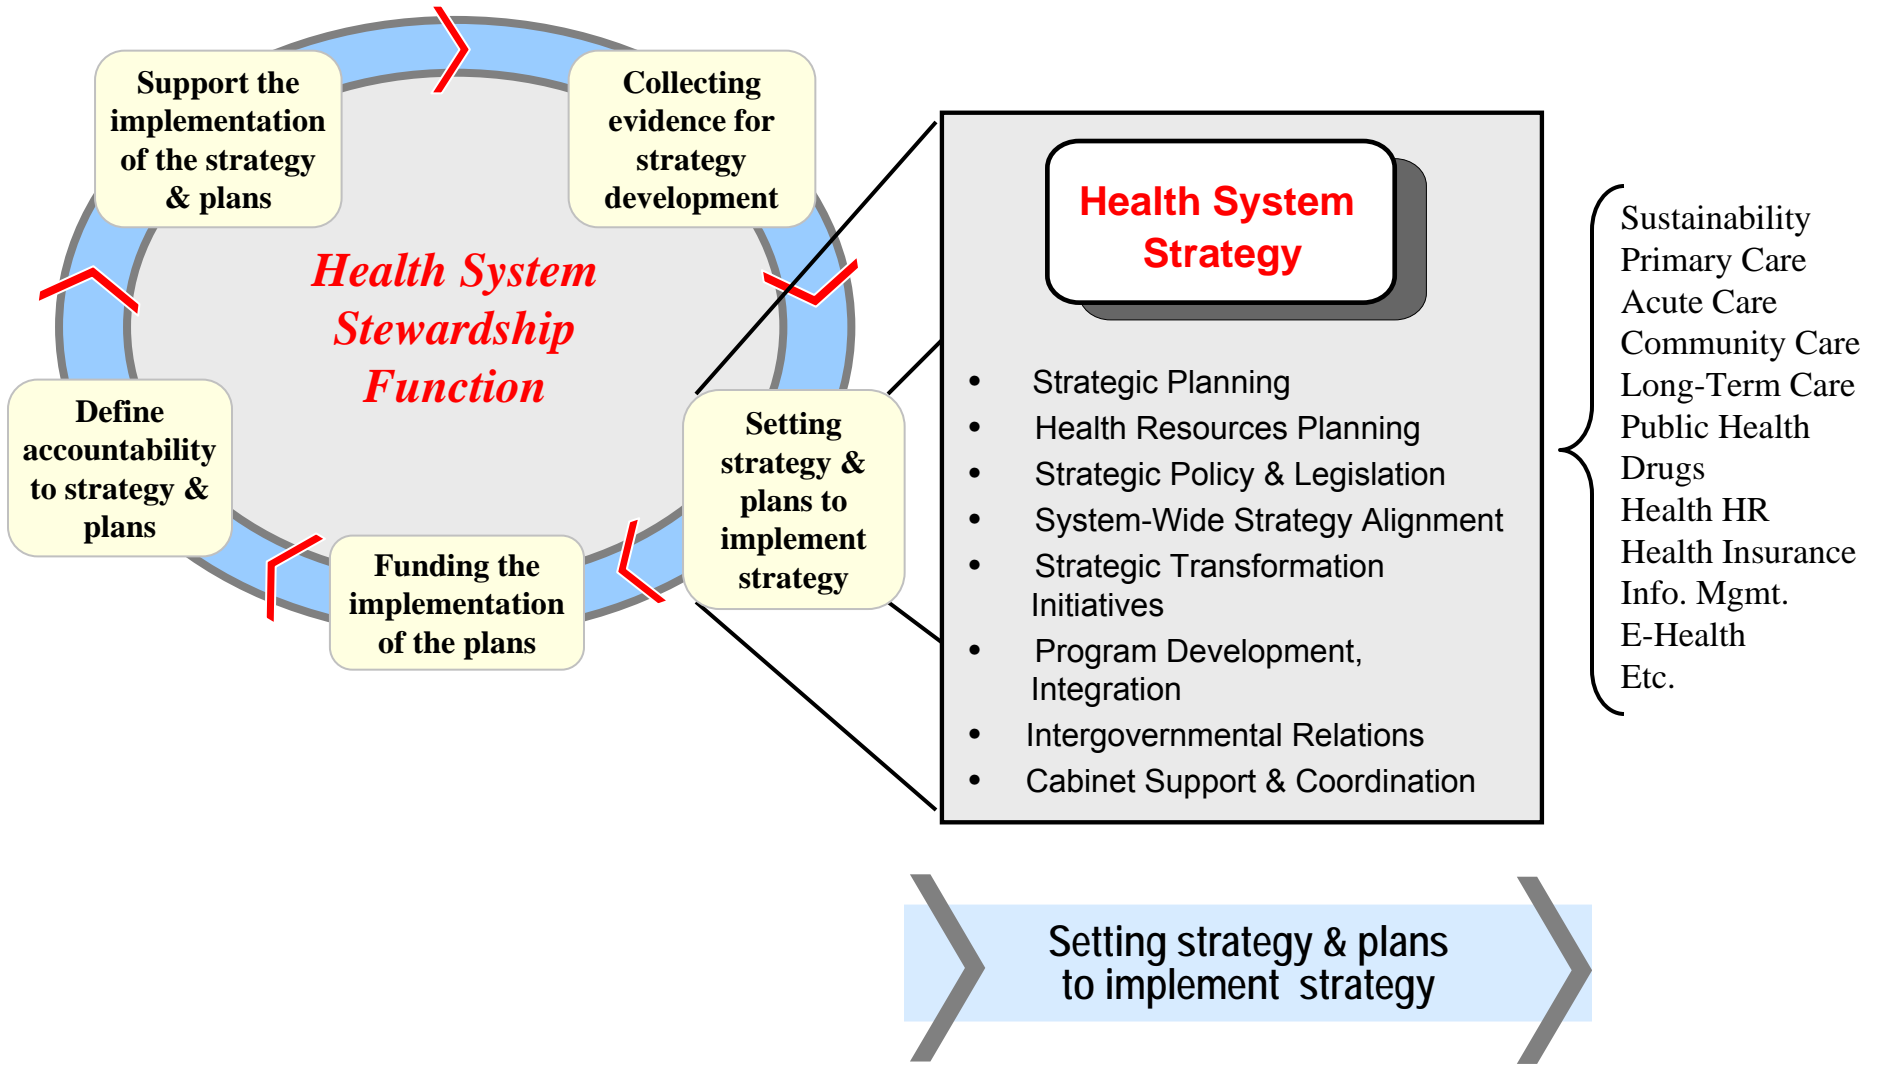 Support the
implementation
of the strategy
& plans
Collecting
evidence for
strategy
development
Health System
Stewardship
Function
Define
accountability
to strategy &
plans
Setting
strategy &
plans to
implement
strategy
Funding the
implementation
of the plans
Health System
Strategy
• Strategic Planning
• Health Resources Planning
• Strategic Policy & Legislation
• System-Wide Strategy Alignment
• Strategic Transformation
Initiatives
• Program Development,
Integration
• Intergovernmental Relations
• Cabinet Support & Coordination
Sustainability
Primary Care
Acute Care
Community Care
Long-Term Care
Public Health
Drugs
Health HR
Health Insurance
Info. Mgmt.
E-Health
Etc.
Setting strategy & plans
to implement strategy